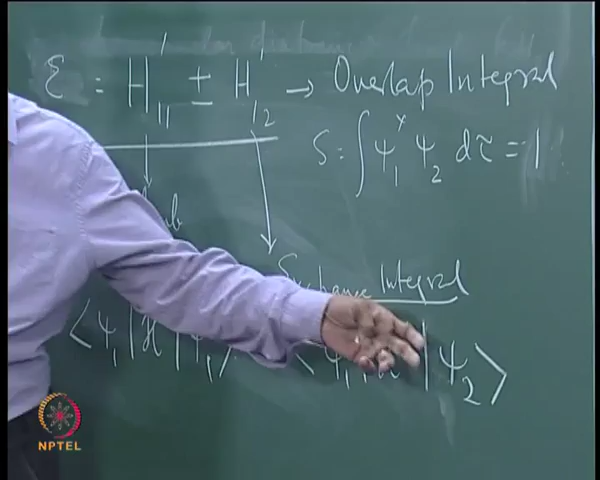 ε = H'₁₁ ± H'₁₂ → Overlap Integral
S = ∫ ψ₁* ψ₂ dτ = 1
Exchange Integral
⟨ψ₁|ℋ|ψ₁⟩ ⟨ψ₁|ℋ|ψ₂⟩
NPTEL